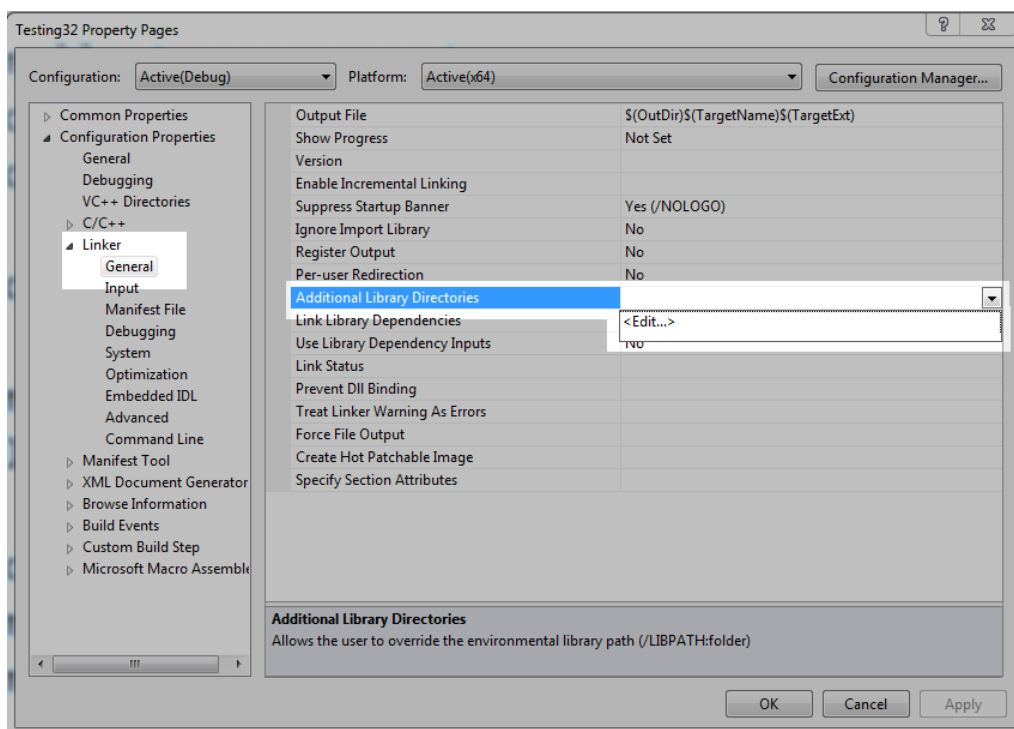 Testing32 Property Pages
Configuration: Active(Debug) Platform: Active(x64) Configuration Manager...
Common Properties
Configuration Properties
General
Debugging
VC++ Directories
C/C++
Linker
General
Input
Manifest File
Debugging
System
Optimization
Embedded IDL
Advanced
Command Line
Manifest Tool
XML Document Generator
Browse Information
Build Events
Custom Build Step
Microsoft Macro Assemble
Output File $(OutDir)$(TargetName)$(TargetExt)
Show Progress Not Set
Version
Enable Incremental Linking
Suppress Startup Banner Yes (/NOLOGO)
Ignore Import Library No
Register Output No
Per-user Redirection No
Additional Library Directories
Link Library Dependencies <Edit...>
Use Library Dependency Inputs No
Link Status
Prevent Dll Binding
Treat Linker Warning As Errors
Force File Output
Create Hot Patchable Image
Specify Section Attributes
Additional Library Directories
Allows the user to override the environmental library path (/LIBPATH:folder)
OK Cancel Apply